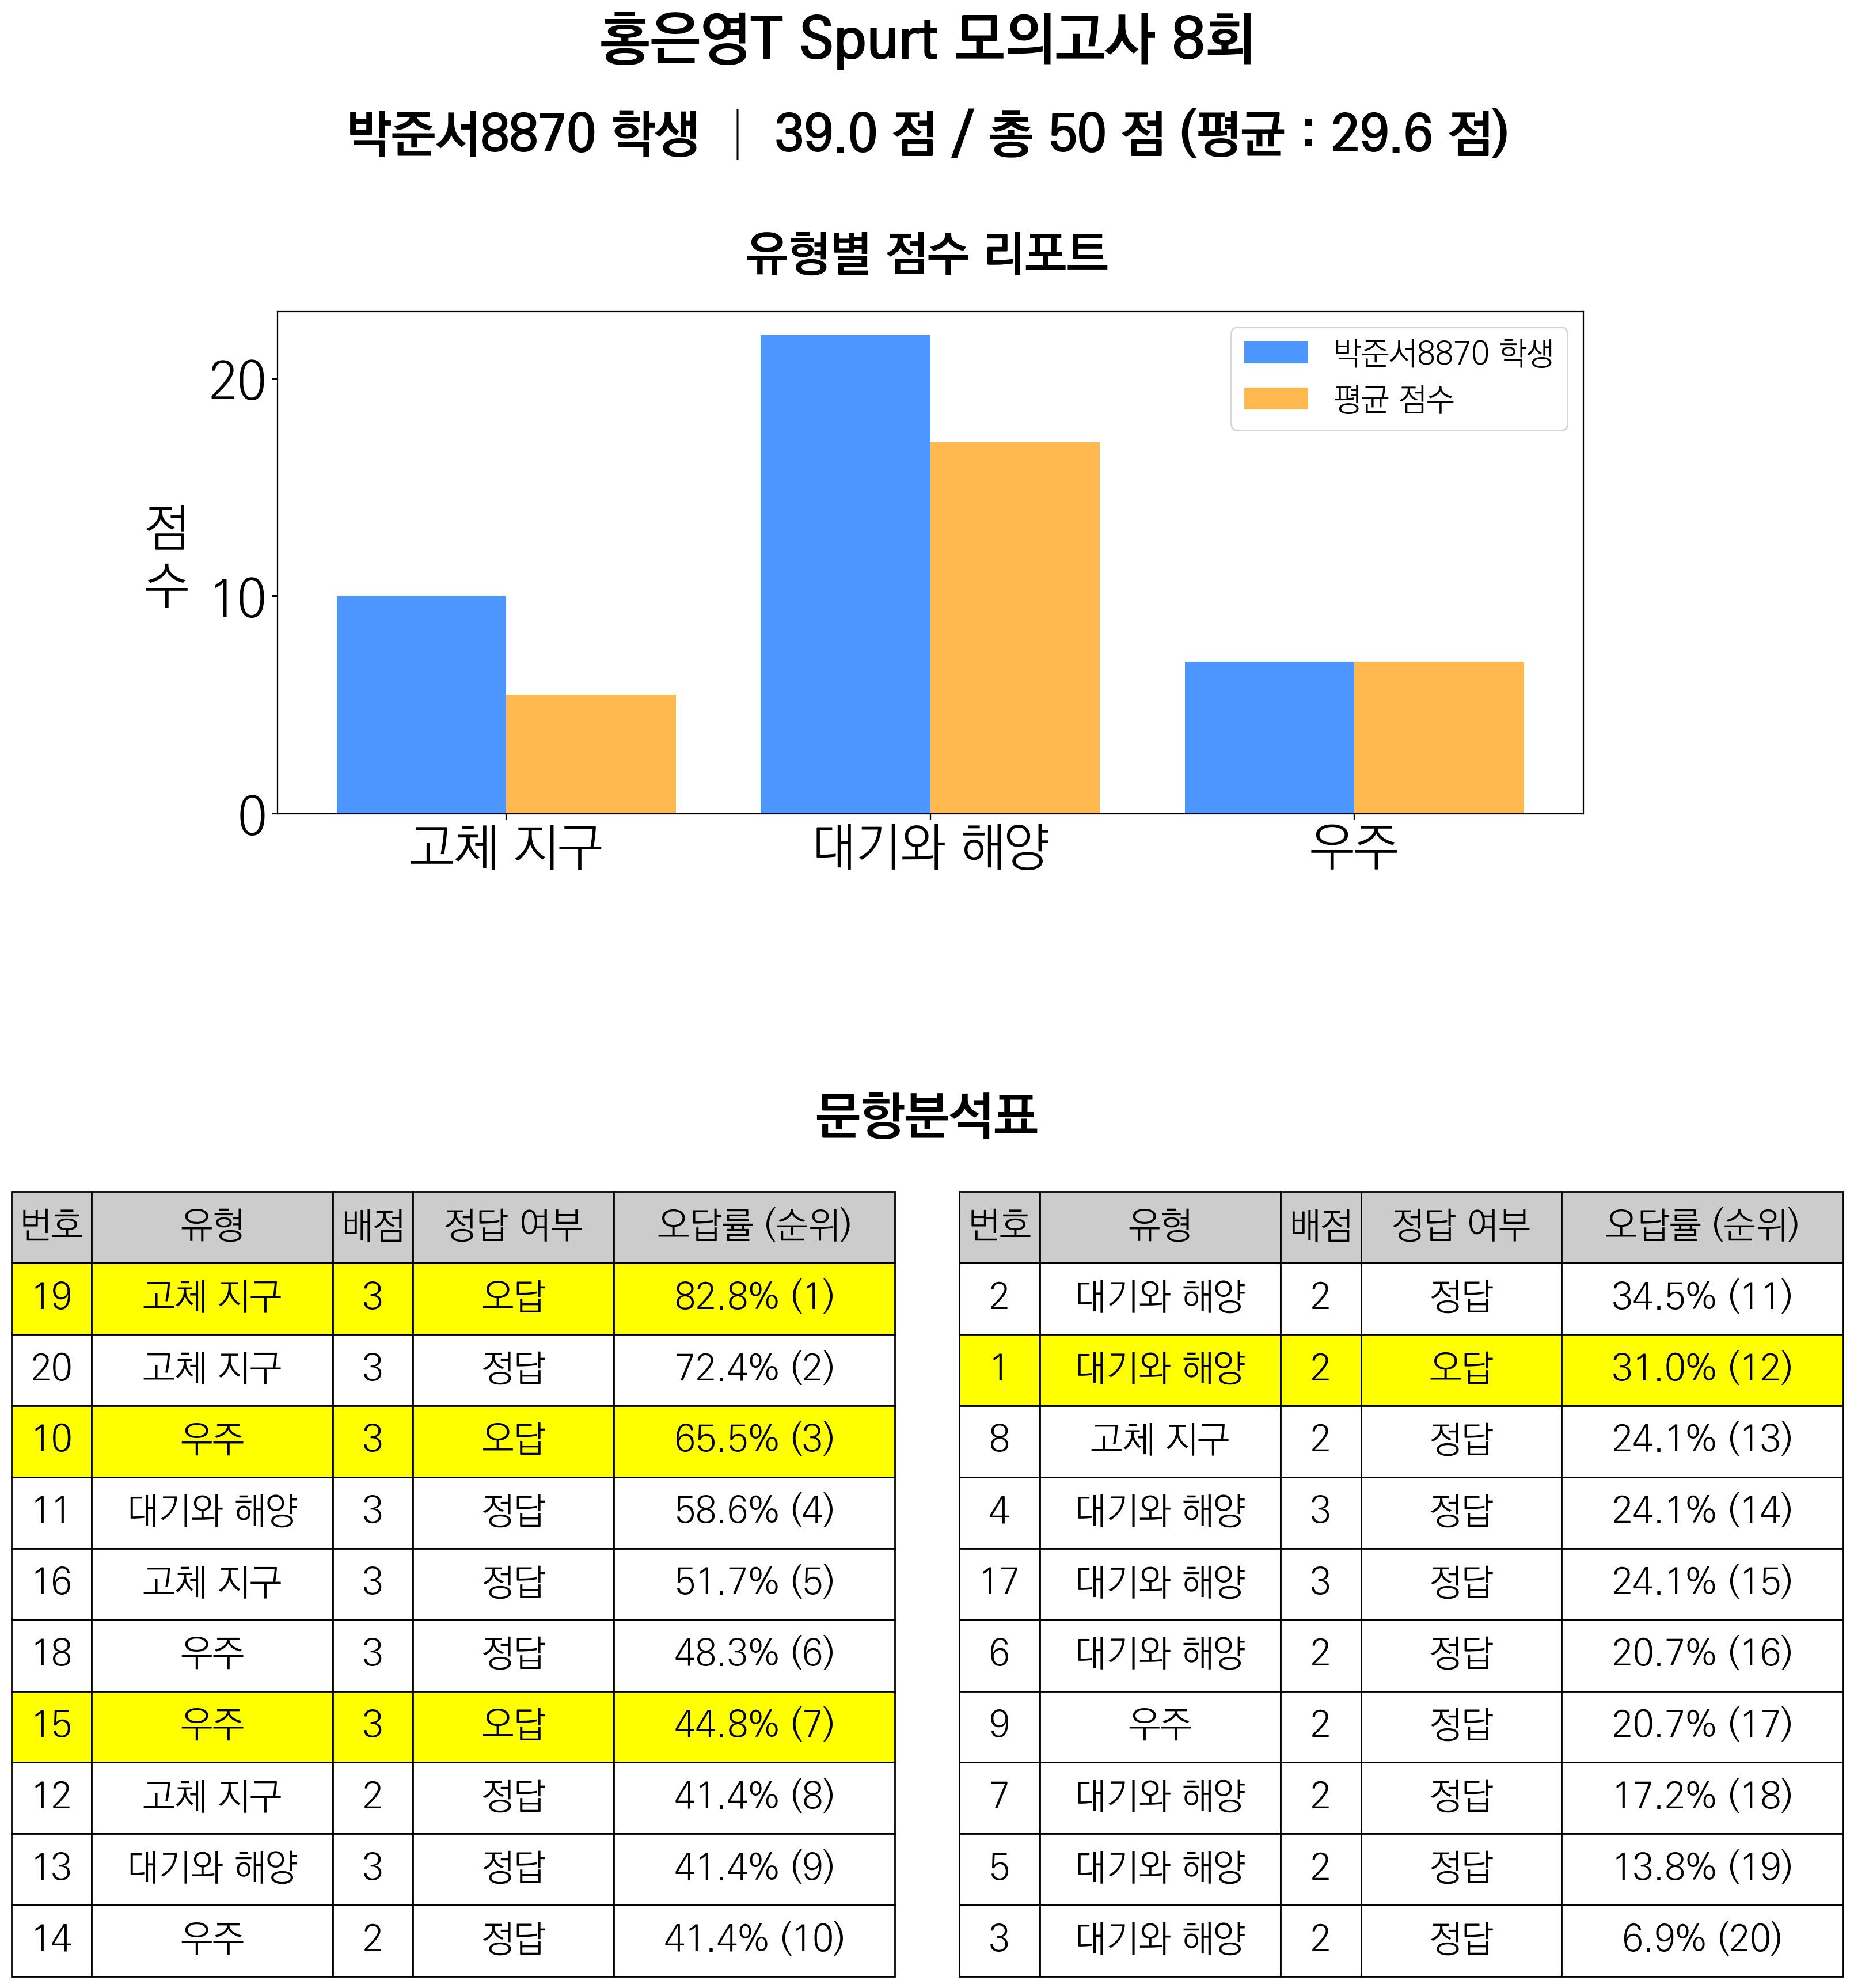 홍은영T Spurt 모의고사 8회
박준서8870 학생 | 39.0 점 / 총 50 점 (평균 : 29.6 점)
유형별 점수 리포트
박준서8870 학생
평균 점수
점수
20
10
0
고체 지구 대기와 해양 우주
문항분석표
번호 유형 배점 정답 여부 오답률 (순위)
19 고체 지구 3 오답 82.8% (1)
20 고체 지구 3 정답 72.4% (2)
10 우주 3 오답 65.5% (3)
11 대기와 해양 3 정답 58.6% (4)
16 고체 지구 3 정답 51.7% (5)
18 우주 3 정답 48.3% (6)
15 우주 3 오답 44.8% (7)
12 고체 지구 2 정답 41.4% (8)
13 대기와 해양 3 정답 41.4% (9)
14 우주 2 정답 41.4% (10)
번호 유형 배점 정답 여부 오답률 (순위)
2 대기와 해양 2 정답 34.5% (11)
1 대기와 해양 2 오답 31.0% (12)
8 고체 지구 2 정답 24.1% (13)
4 대기와 해양 3 정답 24.1% (14)
17 대기와 해양 3 정답 24.1% (15)
6 대기와 해양 2 정답 20.7% (16)
9 우주 2 정답 20.7% (17)
7 대기와 해양 2 정답 17.2% (18)
5 대기와 해양 2 정답 13.8% (19)
3 대기와 해양 2 정답 6.9% (20)